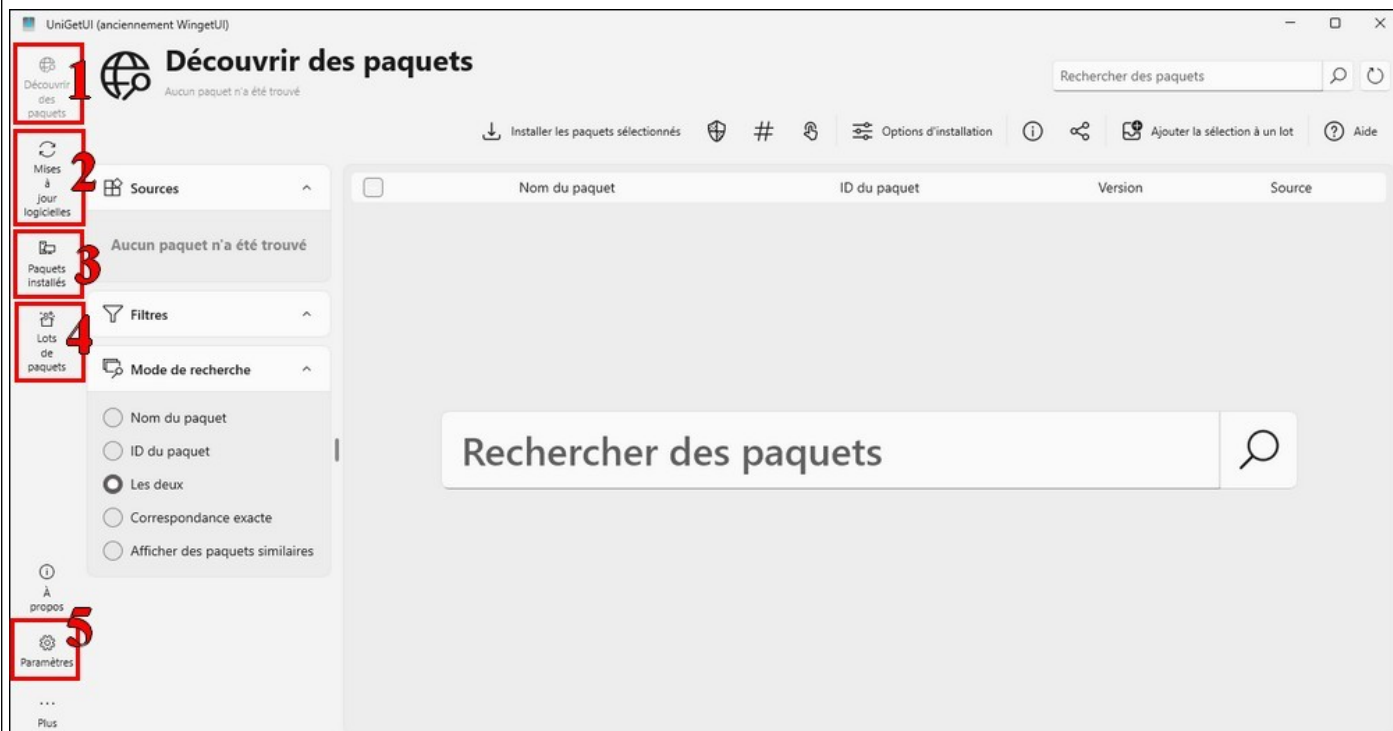 UniGetUI (anciennement WingetUI)
Découvrir
des
paquets
1
Découvrir des paquets
Aucun paquet n'a été trouvé
Rechercher des paquets
Installer les paquets sélectionnés
#
Options d'installation
Ajouter la sélection à un lot
Aide
Mises
à
jour
logicielles
2
Paquets
installés
3
Lots
de
paquets
4
Sources
Aucun paquet n'a été trouvé
Filtres
Mode de recherche
Nom du paquet
ID du paquet
Les deux
Correspondance exacte
Afficher des paquets similaires
Nom du paquet ID du paquet Version Source
Rechercher des paquets
À
propos
5
Paramètres
...
Plus